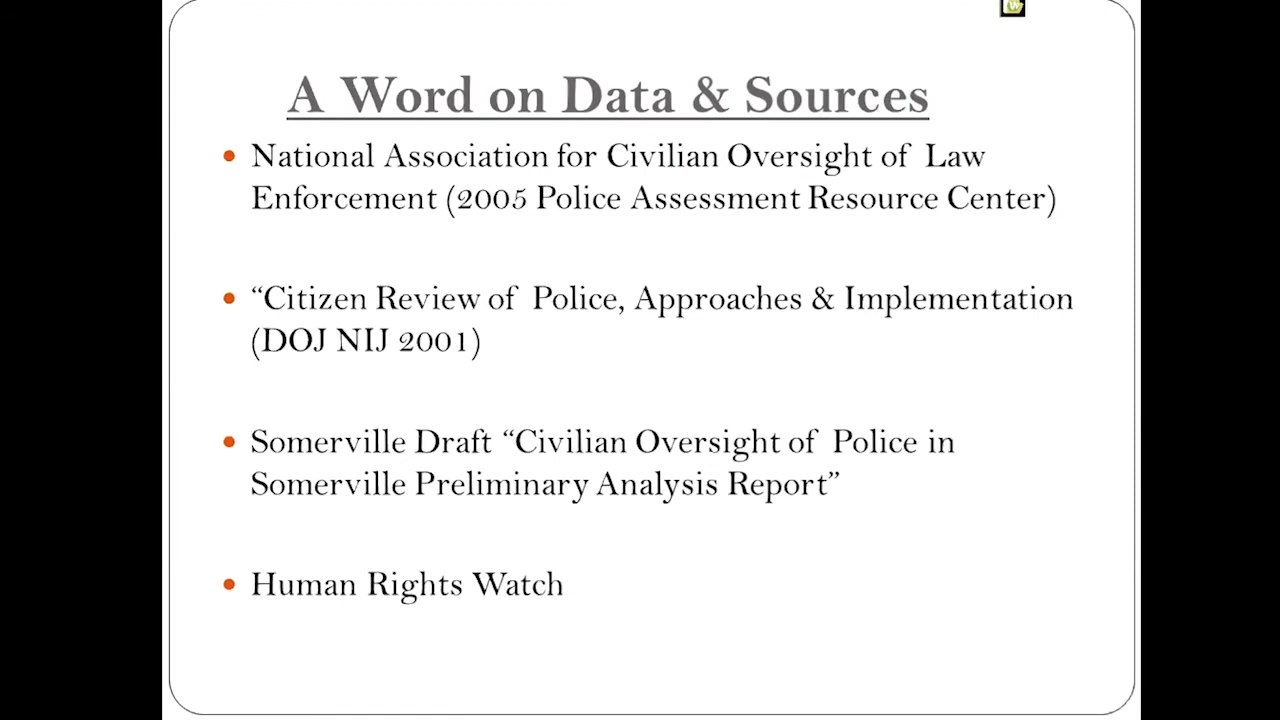 A Word on Data & Sources
• National Association for Civilian Oversight of Law
Enforcement (2005 Police Assessment Resource Center)
• “Citizen Review of Police, Approaches & Implementation
(DOJ NIJ 2001)
• Somerville Draft “Civilian Oversight of Police in
Somerville Preliminary Analysis Report”
• Human Rights Watch